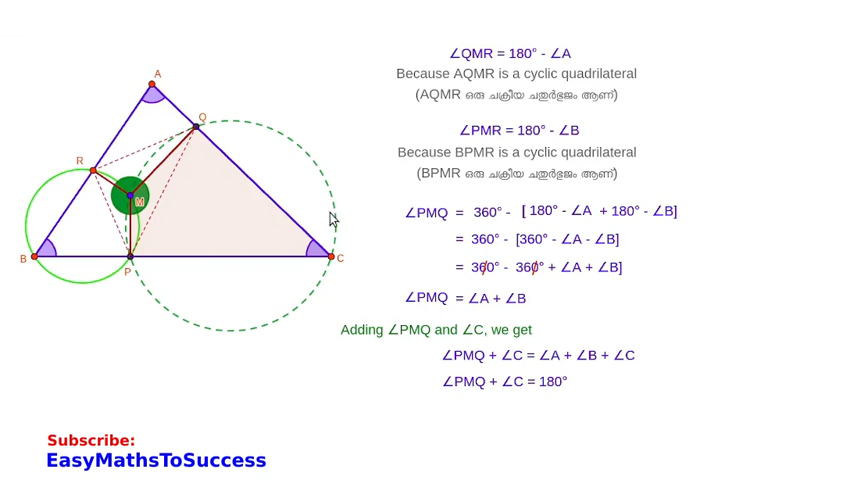 A
Q
R
M
B
P
C
∠QMR = 180° - ∠A
Because AQMR is a cyclic quadrilateral
(AQMR ഒരു ചക്രീയ ചതുർഭുജം ആണ്)
∠PMR = 180° - ∠B
Because BPMR is a cyclic quadrilateral
(BPMR ഒരു ചക്രീയ ചതുർഭുജം ആണ്)
∠PMQ = 360° - [ 180° - ∠A + 180° - ∠B]
= 360° - [360° - ∠A - ∠B]
= 360° - 360° + ∠A + ∠B]
∠PMQ = ∠A + ∠B
Adding ∠PMQ and ∠C, we get
∠PMQ + ∠C = ∠A + ∠B + ∠C
∠PMQ + ∠C = 180°
Subscribe:
EasyMathsToSuccess